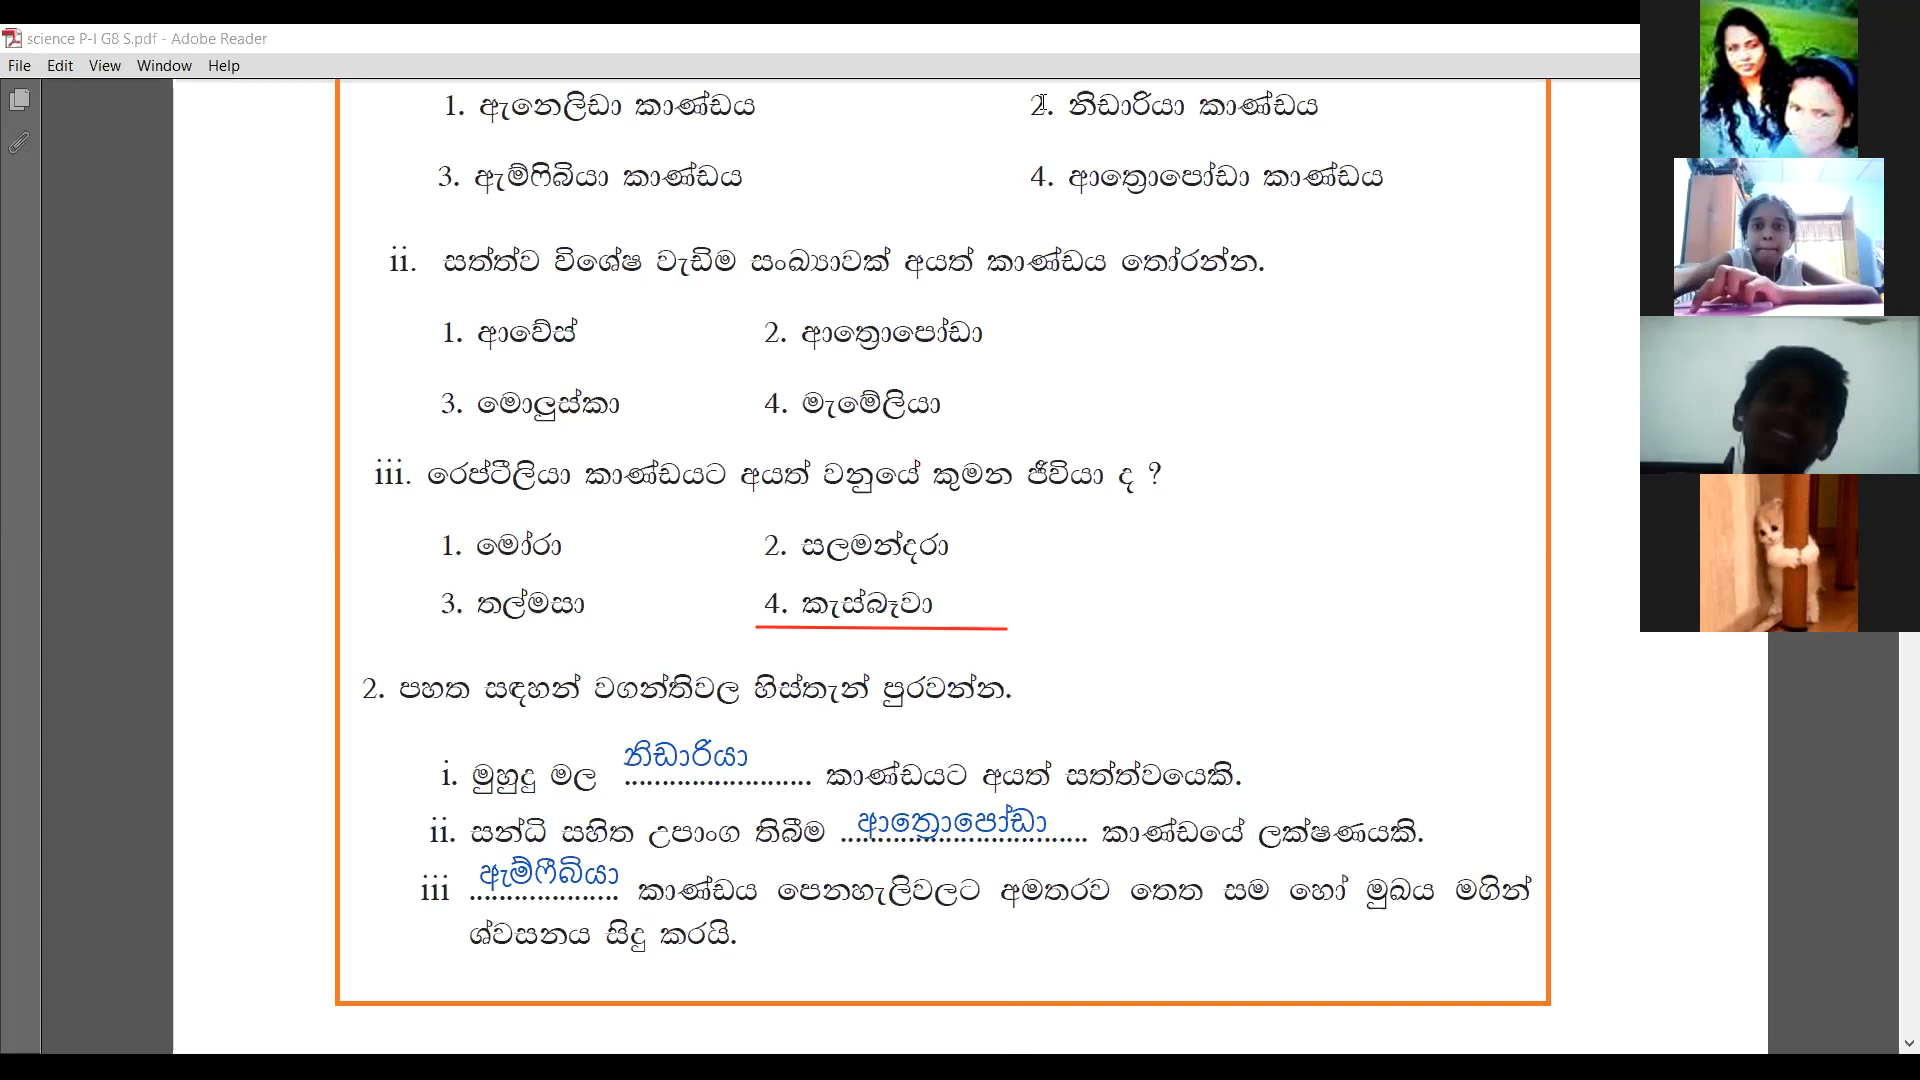 science P-I G8 S.pdf - Adobe Reader
File Edit View Window Help
1. ඇනෙලිඩා කාණ්ඩය 2. නිඩාරියා කාණ්ඩය
3. ඇම්ෆිබියා කාණ්ඩය 4. ආත්‍රොපෝඩා කාණ්ඩය
ii. සත්ත්ව විශේෂ වැඩිම සංඛ්‍යාවක් අයත් කාණ්ඩය තෝරන්න.
1. ආවේස් 2. ආත්‍රොපෝඩා
3. මොලුස්කා 4. මැමේලියා
iii. රෙප්ටීලියා කාණ්ඩයට අයත් වනුයේ කුමන ජීවියා ද ?
1. මෝරා 2. සලමන්දරා
3. තල්මසා 4. කැස්බෑවා
2. පහත සඳහන් වගන්තිවල හිස්තැන් පුරවන්න.
i. මුහුදු මල නිඩාරියා ......................... කාණ්ඩයට අයත් සත්ත්වයෙකි.
ii. සන්ධි සහිත උපාංග තිබීම ආත්‍රොපෝඩා ................................. කාණ්ඩයේ ලක්ෂණයකි.
iii ඇම්ෆීබියා .................... කාණ්ඩය පෙනහැලිවලට අමතරව තෙත සම හෝ මුඛය මගින්
ශ්වසනය සිදු කරයි.